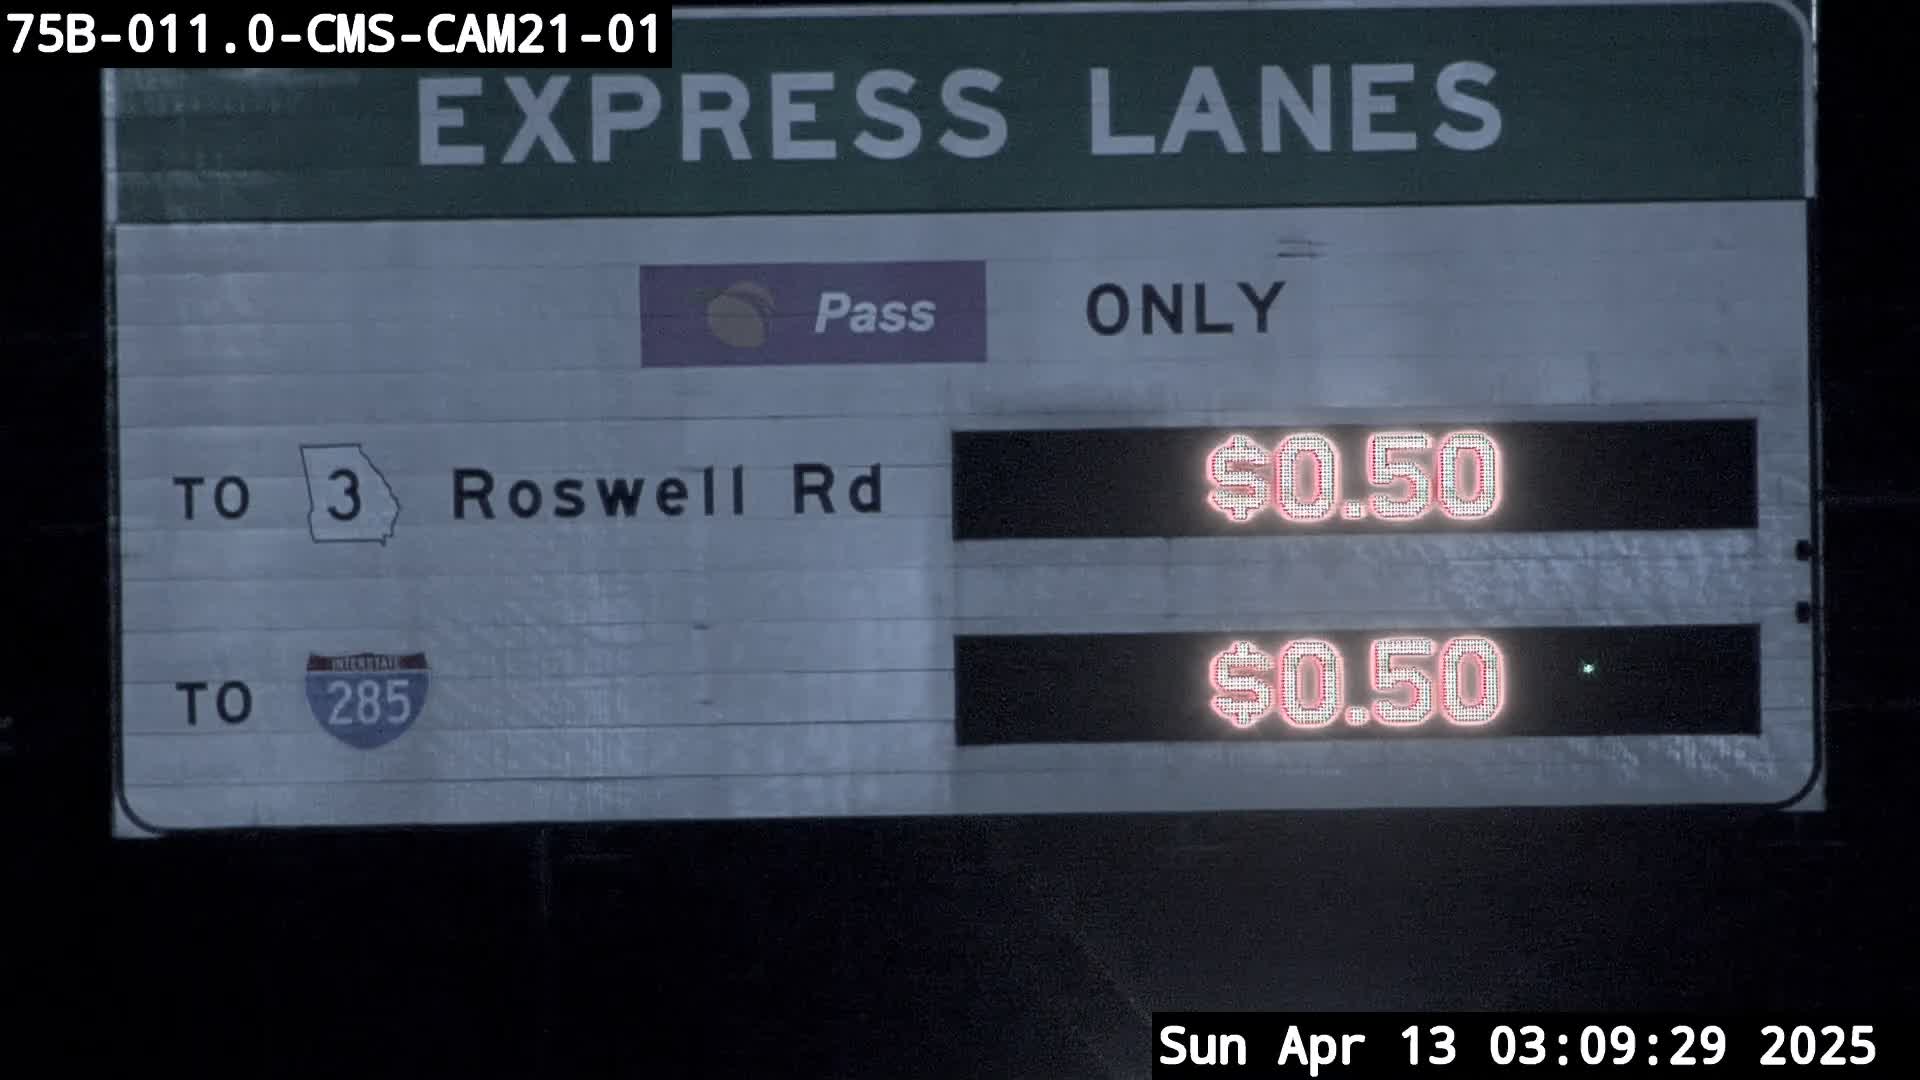 75B-011.0-CMS-CAM21-01
EXPRESS LANES
Pass ONLY
TO 3 Roswell Rd $0.50
INTERSTATE
TO 285 $0.50
Sun Apr 13 03:09:29 2025